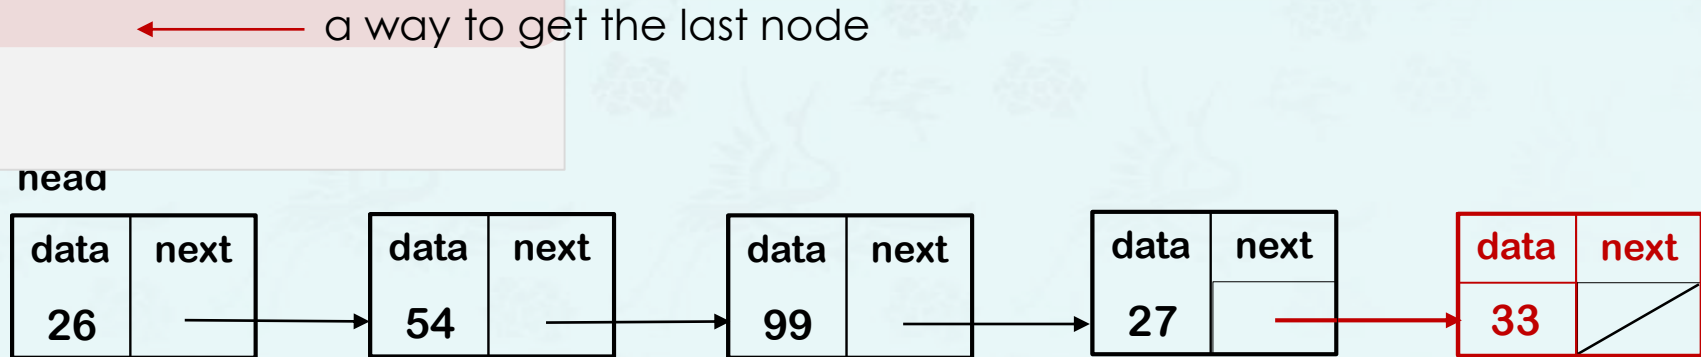 a way to get the last node
head
data next data next data next data next data next
26 54 99 27 33